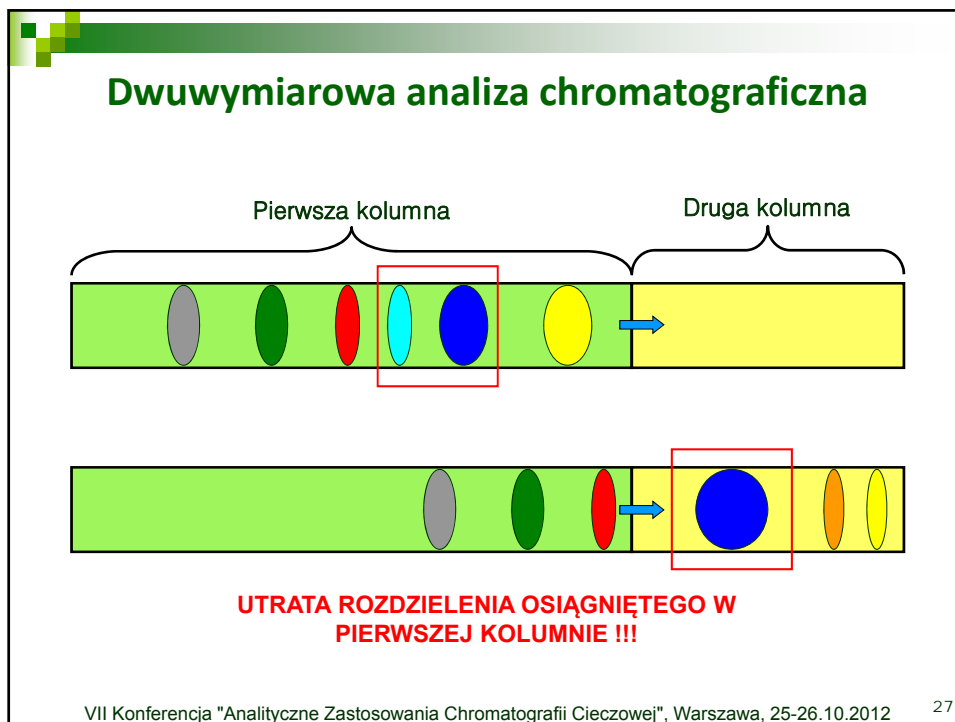 Dwuwymiarowa analiza chromatograficzna
Pierwsza kolumna
Druga kolumna
UTRATA ROZDZIELENIA OSIĄGNIĘTEGO W
PIERWSZEJ KOLUMNIE !!!
VII Konferencja "Analityczne Zastosowania Chromatografii Cieczowej", Warszawa, 25-26.10.2012
27